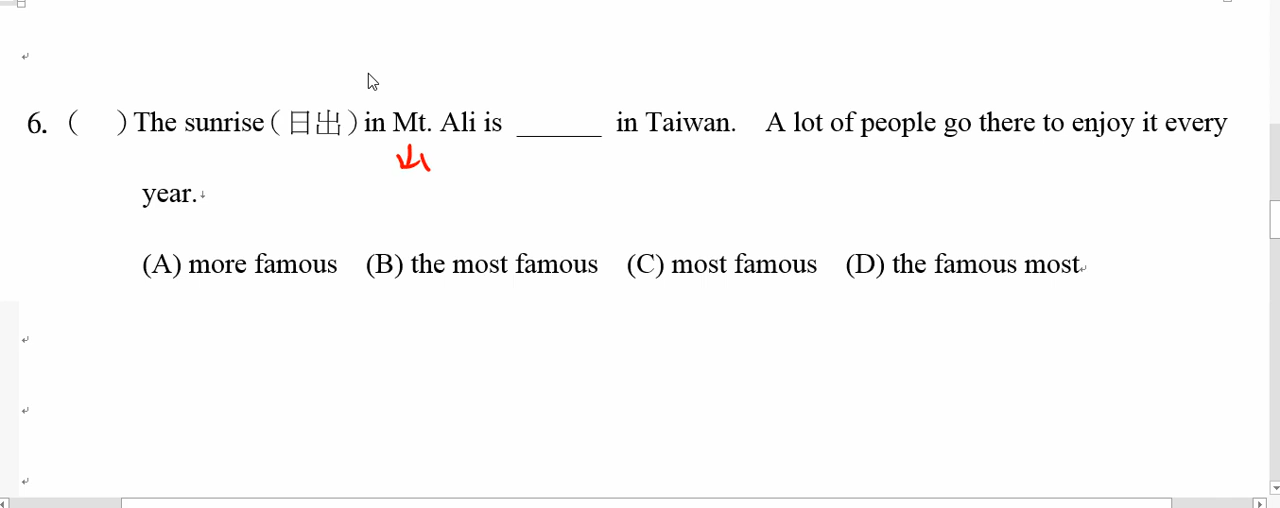 6. (    ) The sunrise(日出)in Mt. Ali is ______ in Taiwan. A lot of people go there to enjoy it every
山
year.
(A) more famous (B) the most famous (C) most famous (D) the famous most